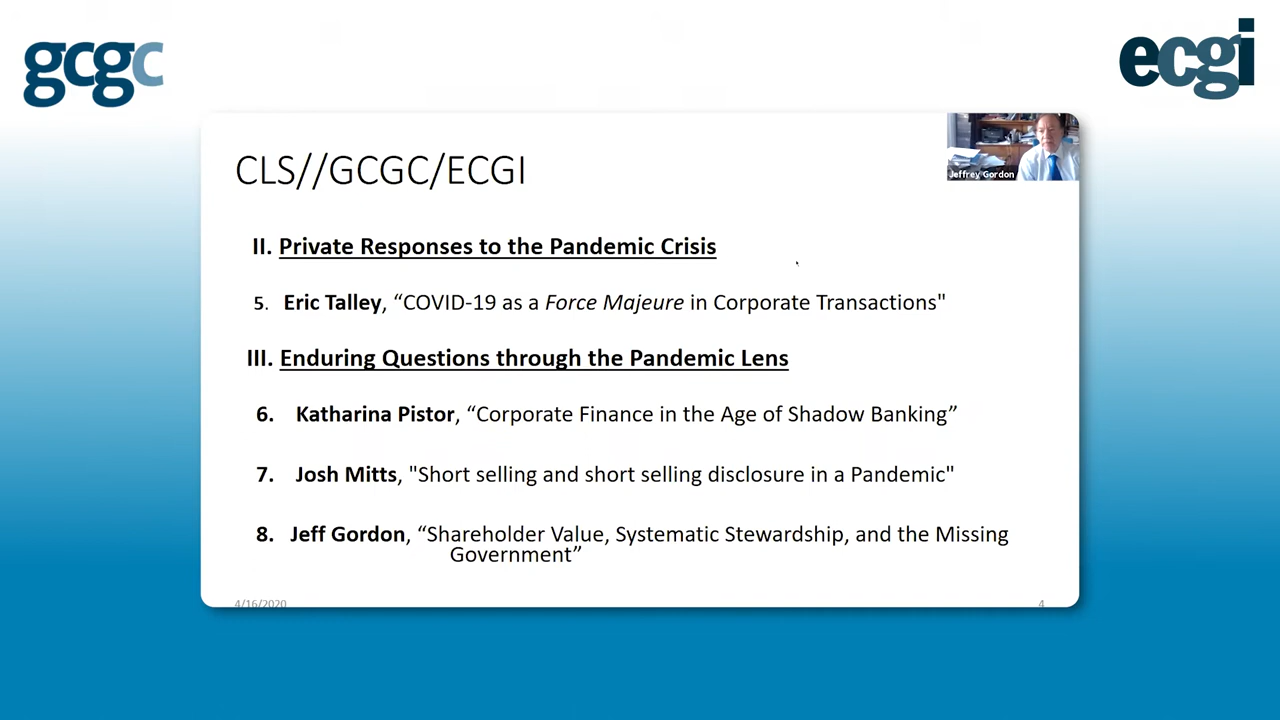 gcgc
ecgi
Jeffrey Gordon
CLS//GCGC/ECGI
II. Private Responses to the Pandemic Crisis
5. Eric Talley, “COVID-19 as a Force Majeure in Corporate Transactions"
III. Enduring Questions through the Pandemic Lens
6. Katharina Pistor, “Corporate Finance in the Age of Shadow Banking”
7. Josh Mitts, "Short selling and short selling disclosure in a Pandemic"
8. Jeff Gordon, “Shareholder Value, Systematic Stewardship, and the Missing
Government”
4/16/2020
4